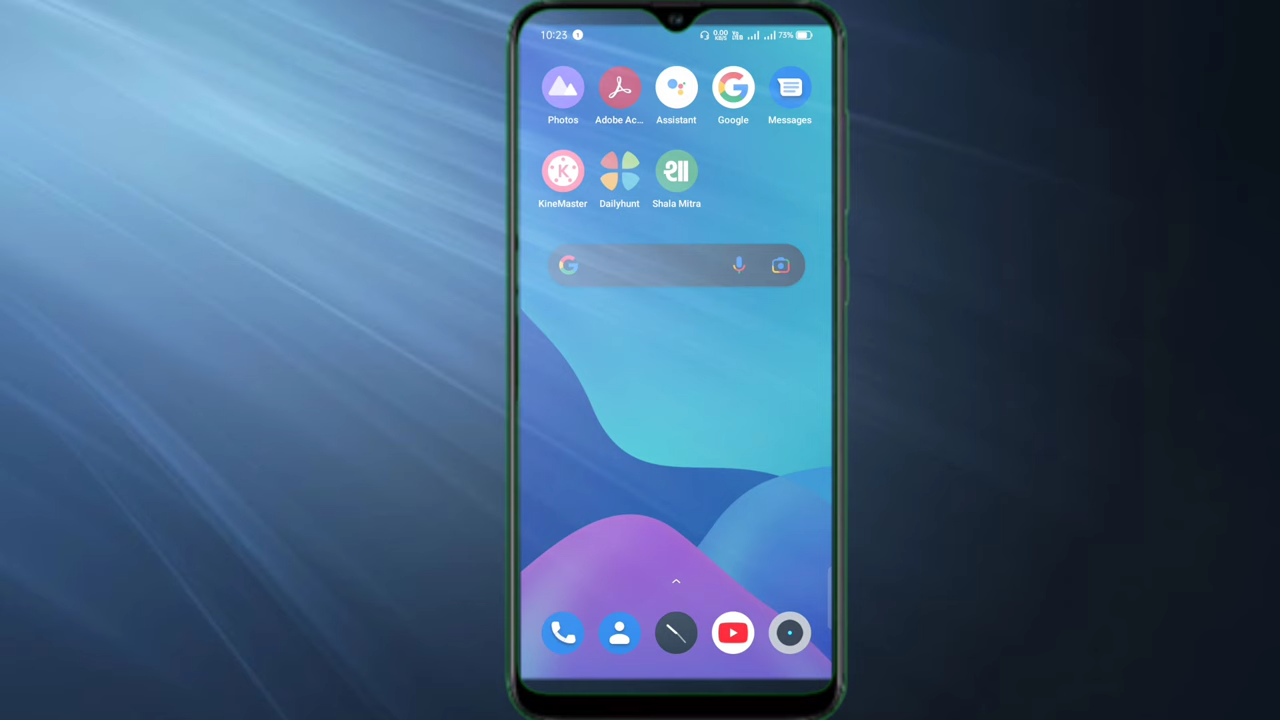 10:23
0.00
KB/S
73%
Photos
Adobe Ac...
Assistant
Google
Messages
K
શા
KineMaster
Dailyhunt
Shala Mitra